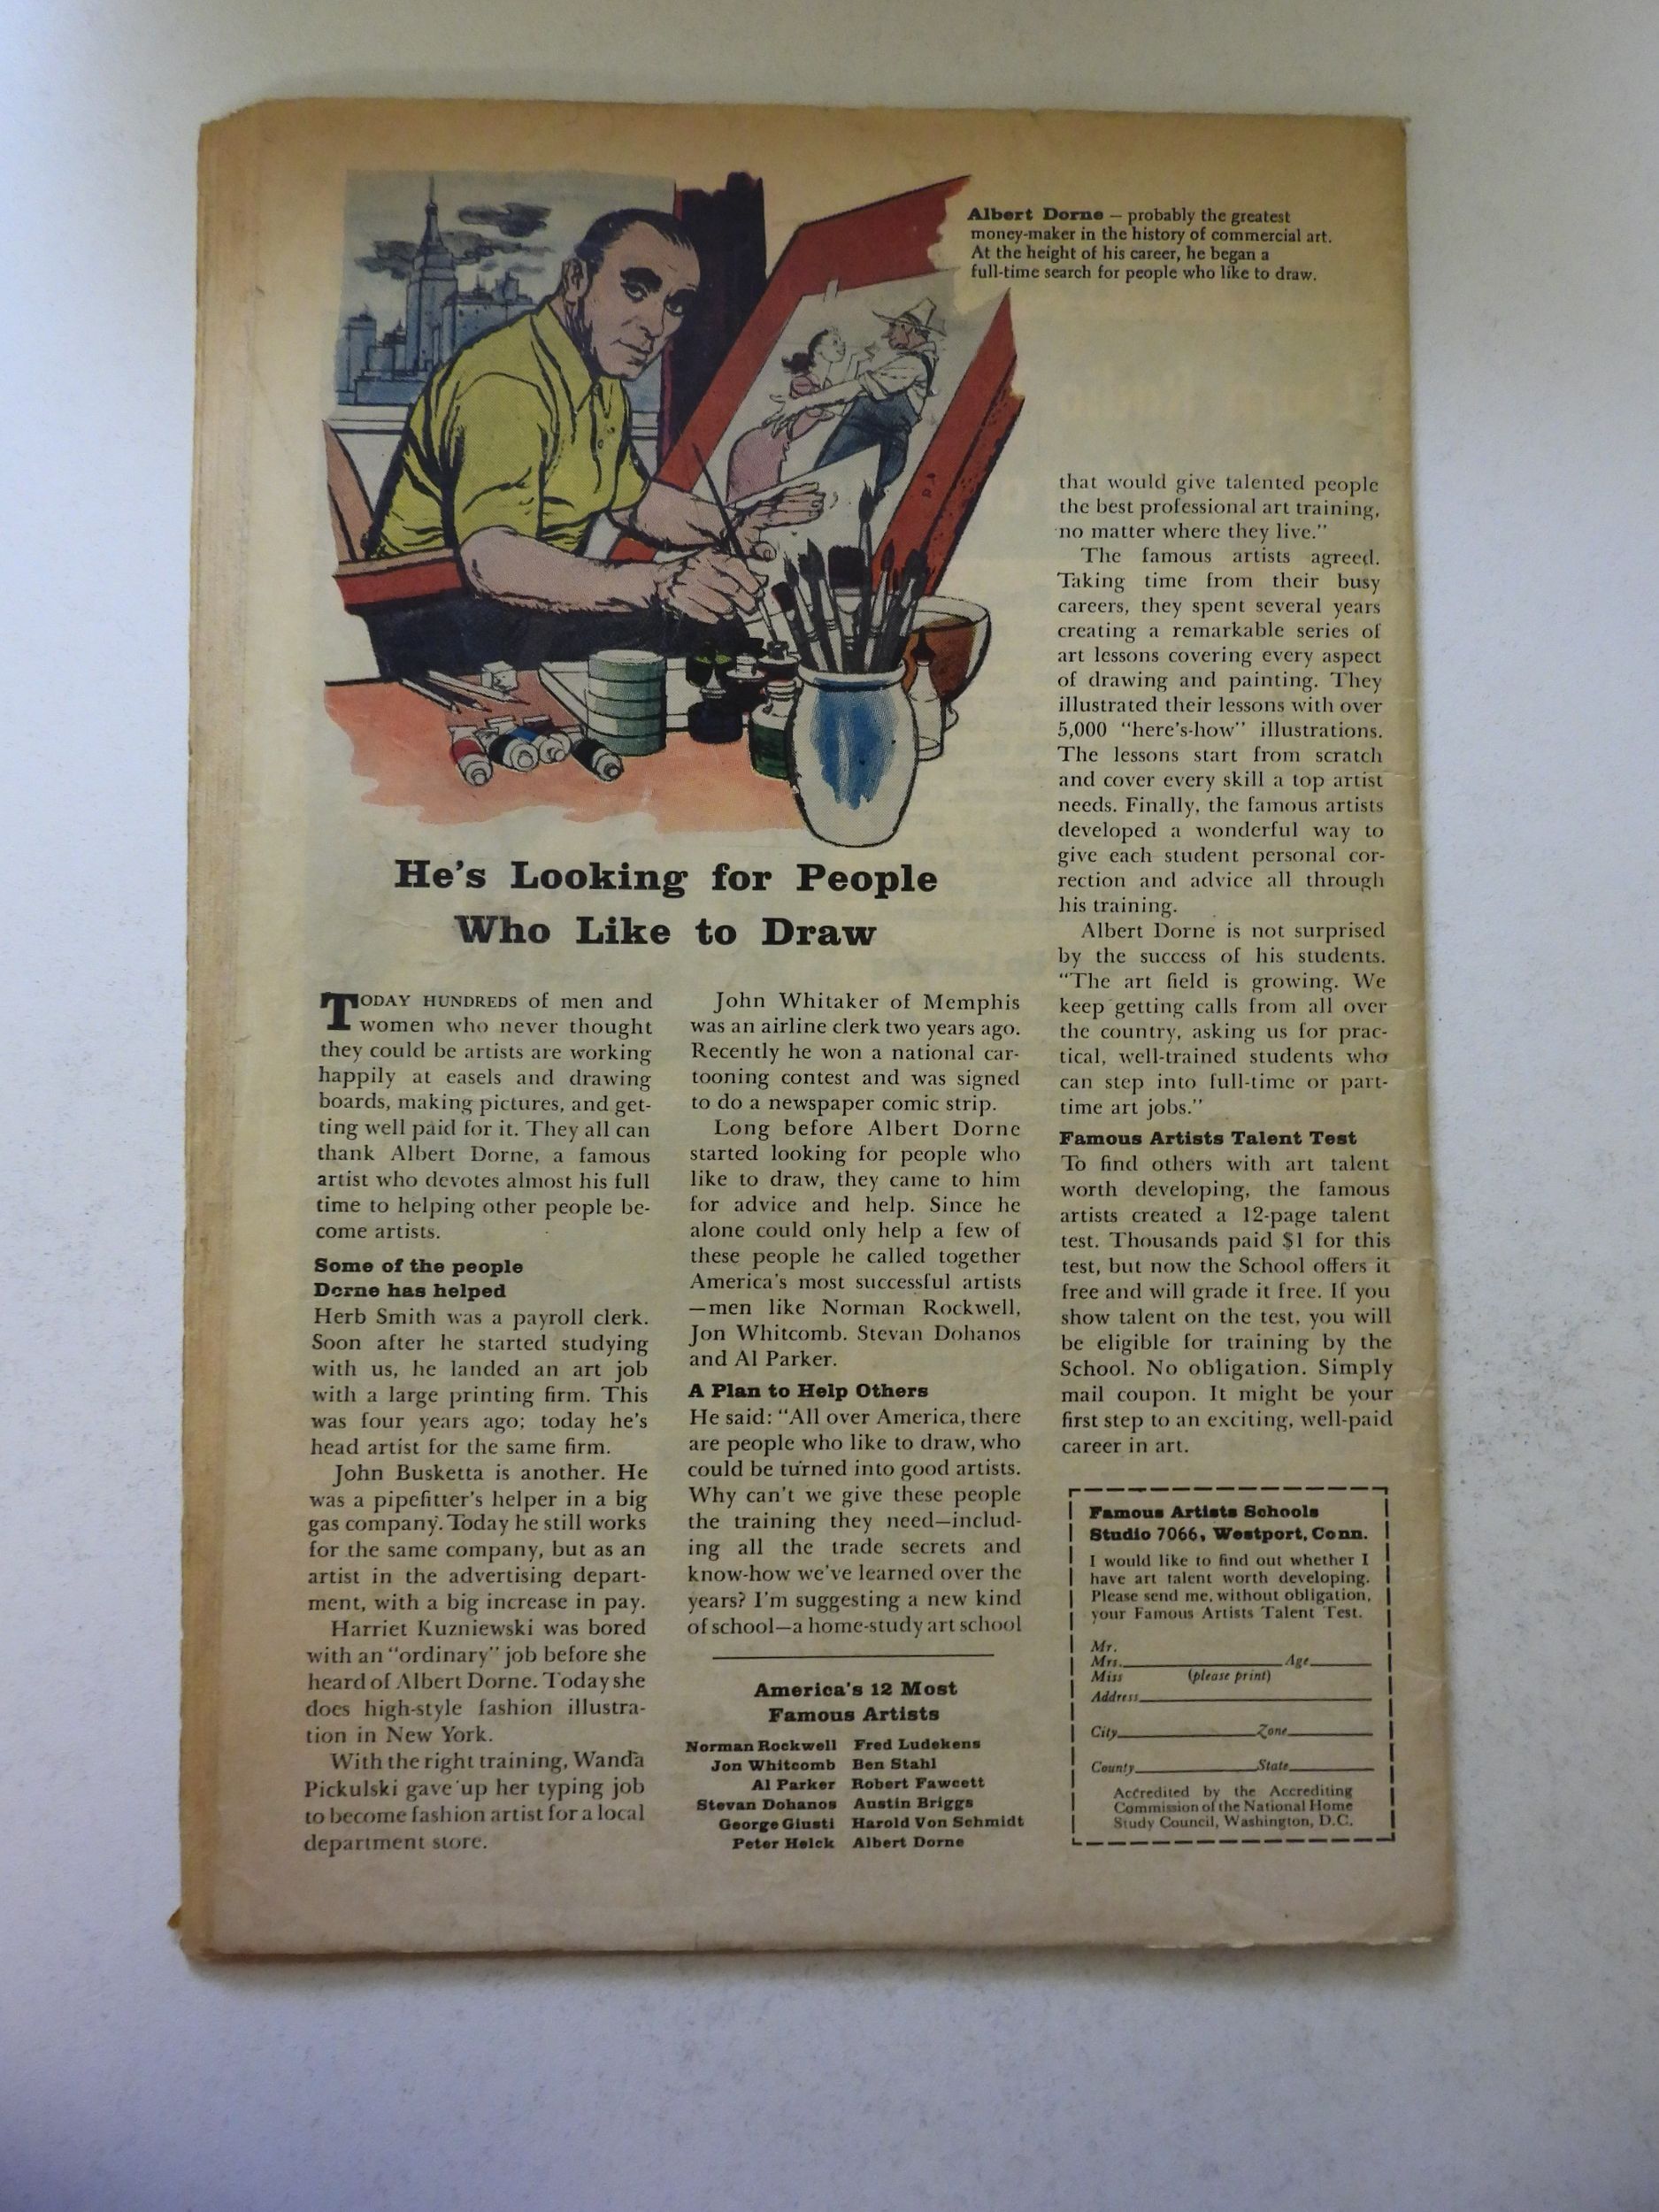 Albert Dorne – probably the greatest
money-maker in the history of commercial art.
At the height of his career, he began a
full-time search for people who like to draw.
He's Looking for People
Who Like to Draw
TODAY HUNDREDS of men and
women who never thought
they could be artists are working
happily at easels and drawing
boards, making pictures, and get-
ting well paid for it. They all can
thank Albert Dorne, a famous
artist who devotes almost his full
time to helping other people be-
come artists.
Some of the people
Dorne has helped
Herb Smith was a payroll clerk.
Soon after he started studying
with us, he landed an art job
with a large printing firm. This
was four years ago; today he's
head artist for the same firm.
John Busketta is another. He
was a pipefitter's helper in a big
gas company. Today he still works
for the same company, but as an
artist in the advertising depart-
ment, with a big increase in pay.
Harriet Kuzniewski was bored
with an "ordinary" job before she
heard of Albert Dorne. Today she
does high-style fashion illustra-
tion in New York.
With the right training, Wanda
Pickulski gave up her typing job
to become fashion artist for a local
department store.
John Whitaker of Memphis
was an airline clerk two years ago.
Recently he won a national car-
tooning contest and was signed
to do a newspaper comic strip.
Long before Albert Dorne
started looking for people who
like to draw, they came to him
for advice and help. Since he
alone could only help a few of
these people he called together
America's most successful artists
—men like Norman Rockwell,
Jon Whitcomb. Stevan Dohanos
and Al Parker.
A Plan to Help Others
He said: "All over America, there
are people who like to draw, who
could be turned into good artists.
Why can't we give these people
the training they need—includ-
ing all the trade secrets and
know-how we've learned over the
years? I'm suggesting a new kind
of school—a home-study art school
America's 12 Most
Famous Artists
Norman Rockwell Fred Ludekens
Jon Whitcomb Ben Stahl
Al Parker Robert Fawcett
Stevan Dohanos Austin Briggs
George Giusti Harold Von Schmidt
Peter Helck Albert Dorne
that would give talented people
the best professional art training,
no matter where they live."
The famous artists agreed.
Taking time from their busy
careers, they spent several years
creating a remarkable series of
art lessons covering every aspect
of drawing and painting. They
illustrated their lessons with over
5,000 "here's-how" illustrations.
The lessons start from scratch
and cover every skill a top artist
needs. Finally, the famous artists
developed a wonderful way to
give each student personal cor-
rection and advice all through
his training.
Albert Dorne is not surprised
by the success of his students.
"The art field is growing. We
keep getting calls from all over
the country, asking us for prac-
tical, well-trained students who
can step into full-time or part-
time art jobs."
Famous Artists Talent Test
To find others with art talent
worth developing, the famous
artists created a 12-page talent
test. Thousands paid $1 for this
test, but now the School offers it
free and will grade it free. If you
show talent on the test, you will
be eligible for training by the
School. No obligation. Simply
mail coupon. It might be your
first step to an exciting, well-paid
career in art.
Famous Artists Schools
Studio 7066, Westport, Conn.
I would like to find out whether I
have art talent worth developing.
Please send me, without obligation,
your Famous Artists Talent Test.
Mr.
Mrs. Age
Miss (please print)
Address
City Zone
County State
Accredited by the Accrediting
Commission of the National Home
Study Council, Washington, D.C.